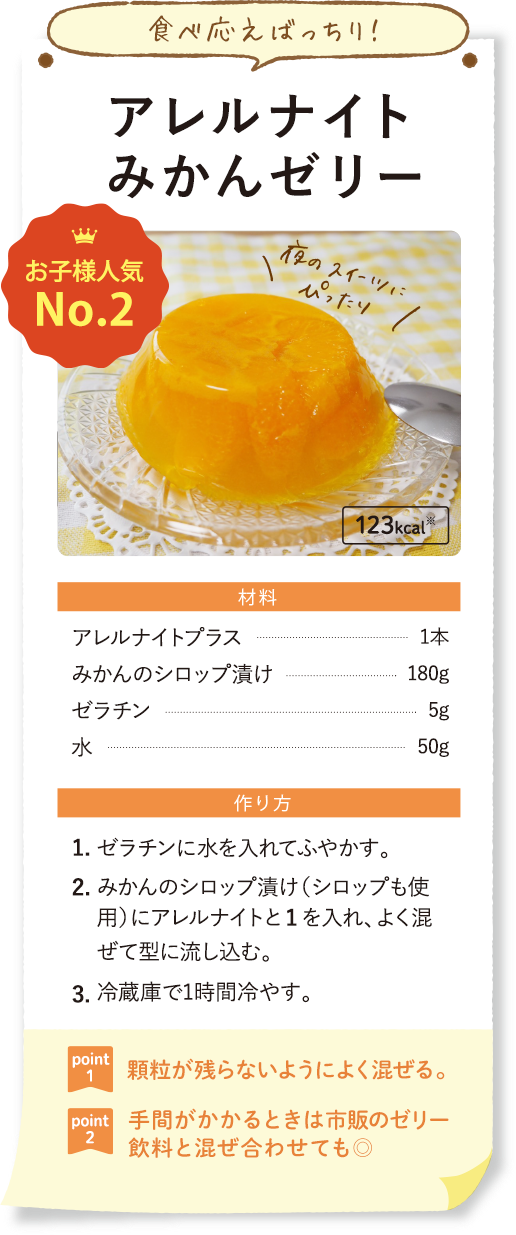 食べ応えばっちり!
アレルナイト
みかんゼリー
お子様人気
No.2
夜の スイーツに
ぴったり
123kcal※
材料
アレルナイトプラス 1本
みかんのシロップ漬け 180g
ゼラチン 5g
水 50g
作り方
1. ゼラチンに水を入れてふやかす。
2. みかんのシロップ漬け(シロップも使
用)にアレルナイトと1を入れ、よく混
ぜて型に流し込む。
3. 冷蔵庫で1時間冷やす。
point
1
顆粒が残らないようによく混ぜる。
point
2
手間がかかるときは市販のゼリー
飲料と混ぜ合わせても◎